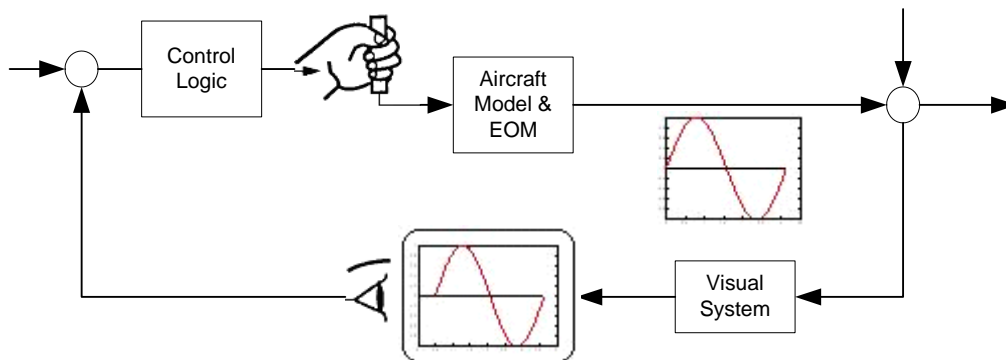 Control
Logic
Aircraft
Model &
EOM
Visual
System